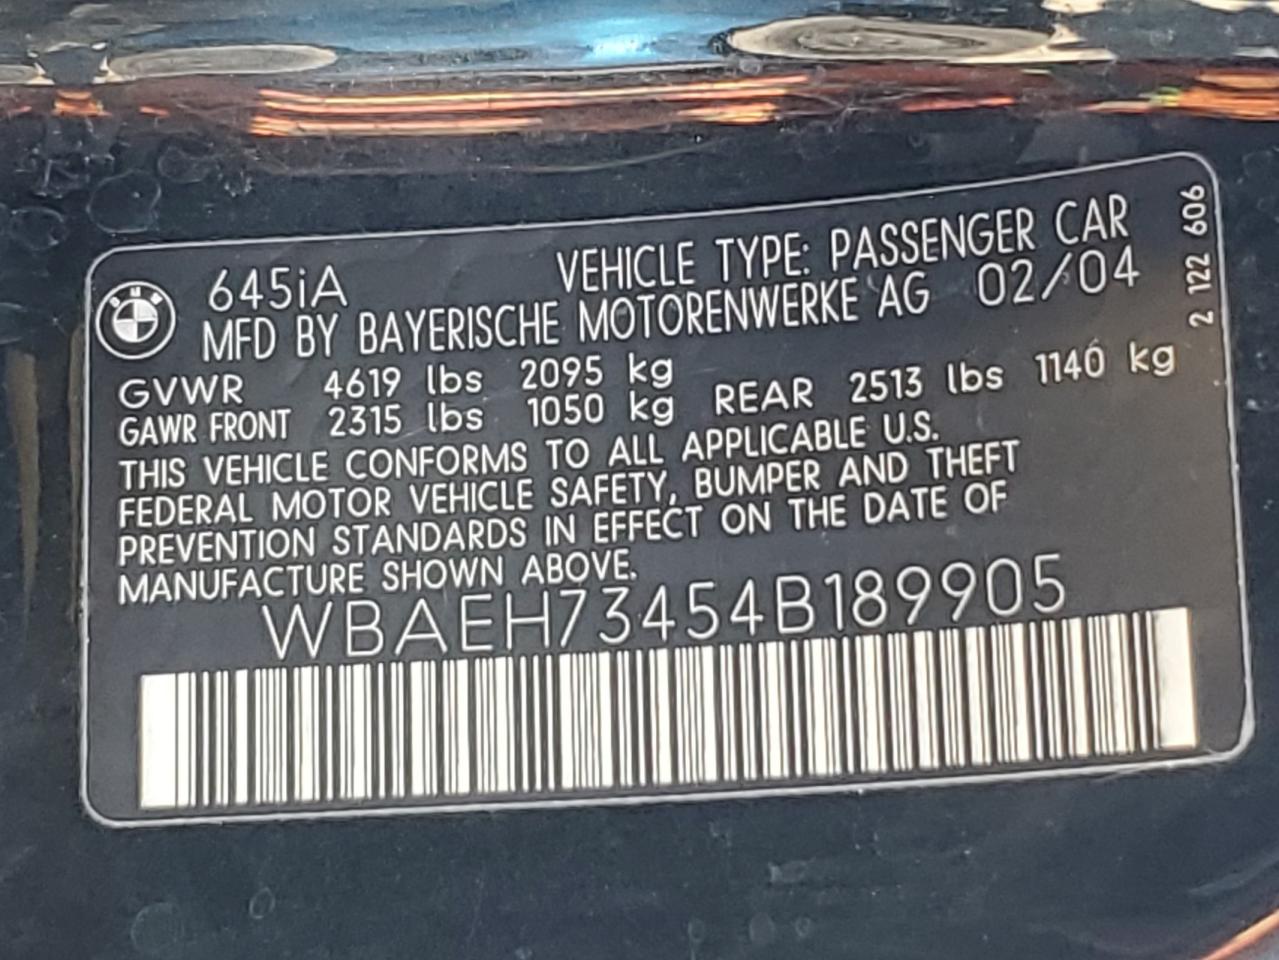 BMW
645iA VEHICLE TYPE: PASSENGER CAR
MFD BY BAYERISCHE MOTORENWERKE AG 02/04
GVWR 4619 lbs 2095 kg
GAWR FRONT 2315 lbs 1050 kg REAR 2513 lbs 1140 kg
THIS VEHICLE CONFORMS TO ALL APPLICABLE U.S.
FEDERAL MOTOR VEHICLE SAFETY, BUMPER AND THEFT
PREVENTION STANDARDS IN EFFECT ON THE DATE OF
MANUFACTURE SHOWN ABOVE.
WBAEH73454B189905
2 122 606